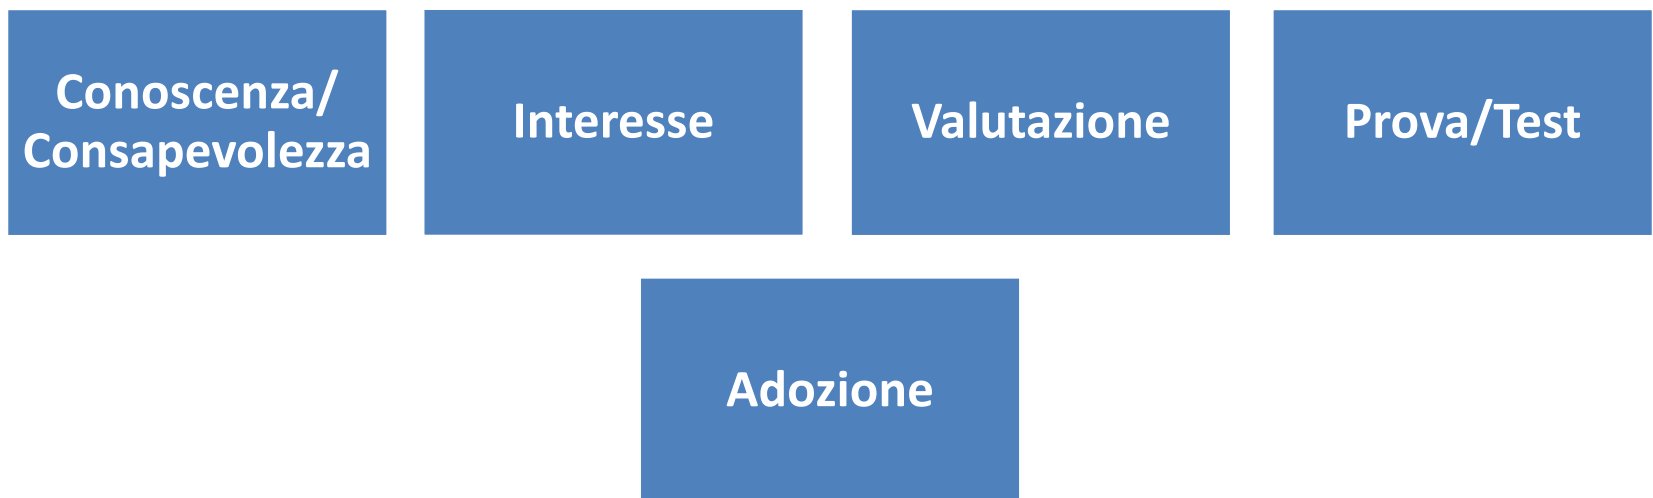 Conoscenza/
Consapevolezza
Interesse
Valutazione
Prova/Test
Adozione